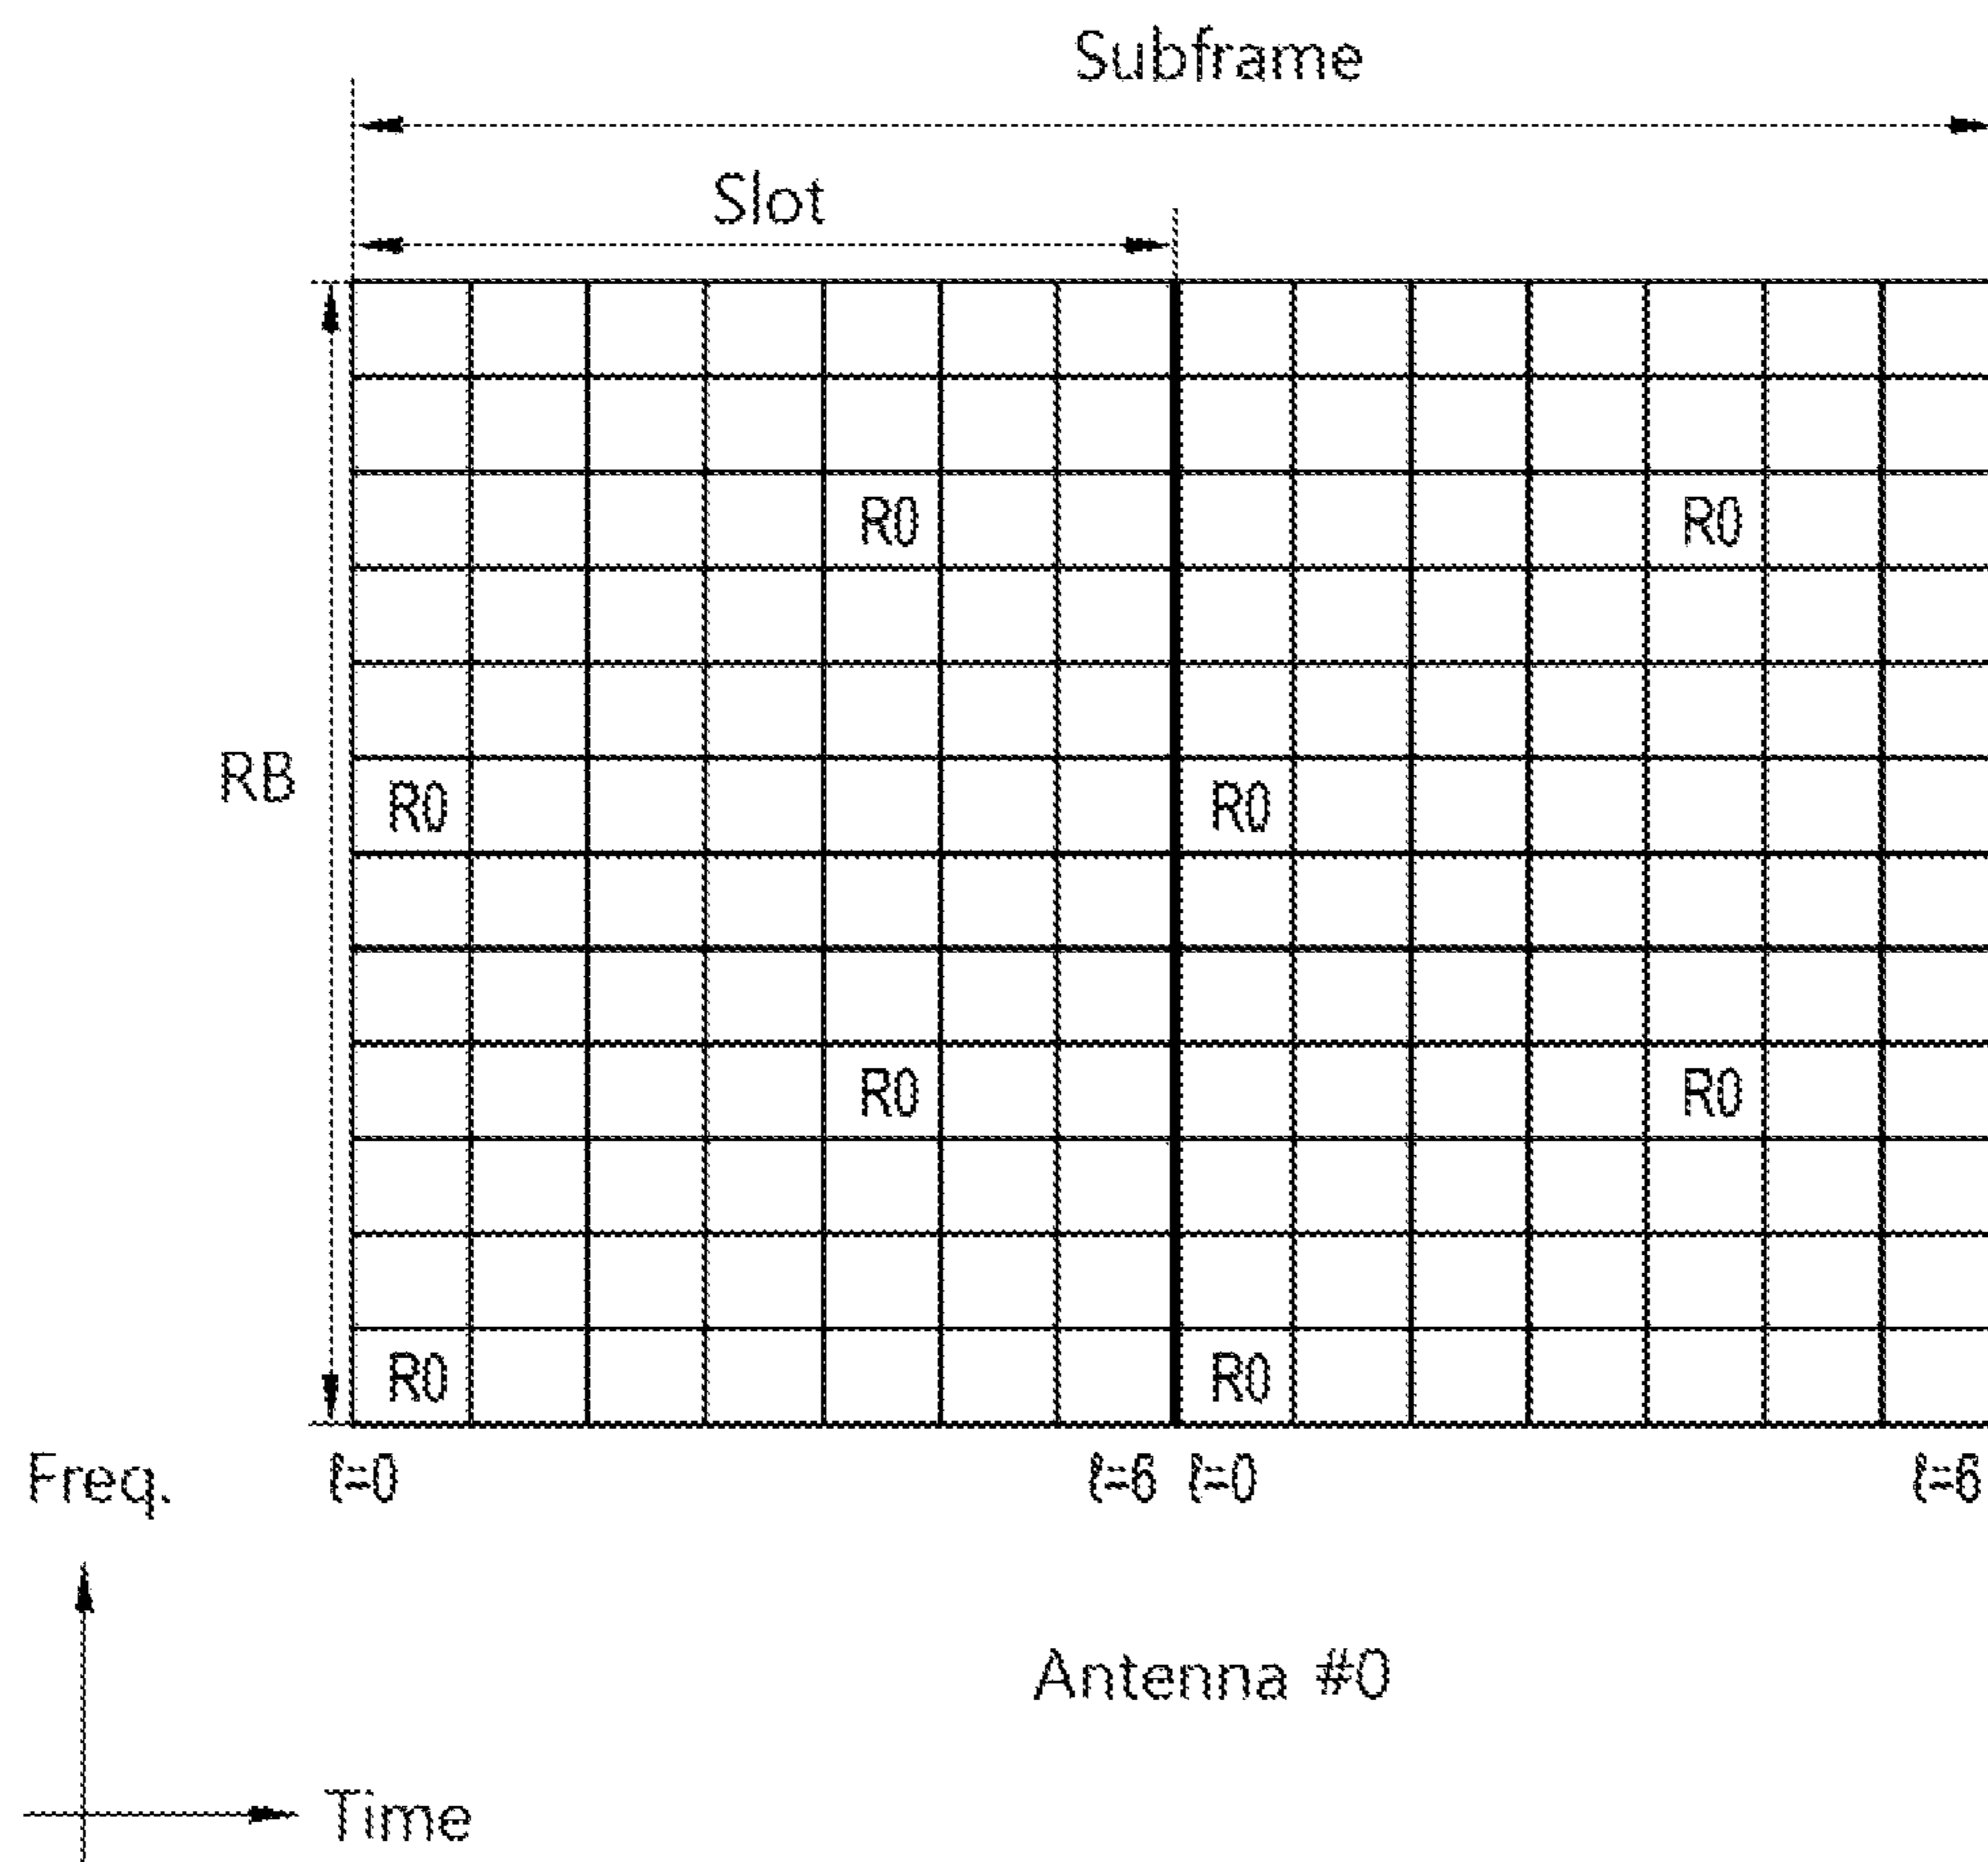 Subframe
Slot
R0 R0
RB
R0 R0
R0 R0
R0 R0
Freq. ℓ=0 ℓ=6 ℓ=0 ℓ=6
Antenna #0
Time